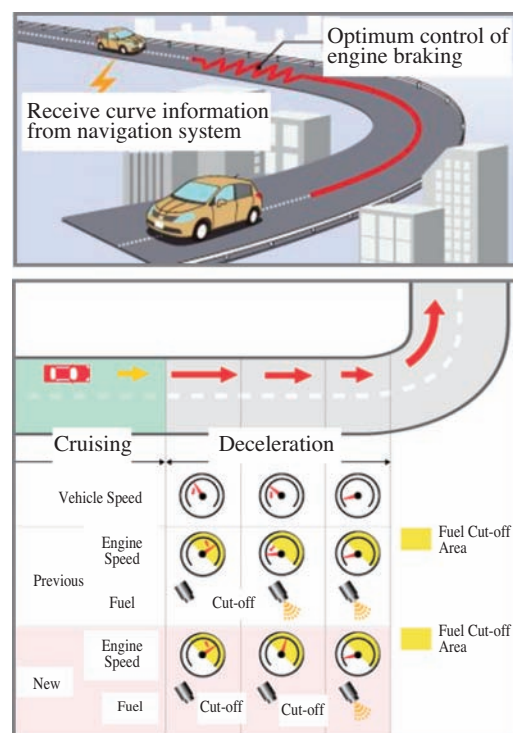 Optimum control of
engine braking
Receive curve information
from navigation system
Cruising
Deceleration
Vehicle Speed
Previous
Engine
Speed
Fuel Cut-off
Area
Fuel
Cut-off
New
Engine
Speed
Fuel Cut-off
Area
Fuel
Cut-off
Cut-off